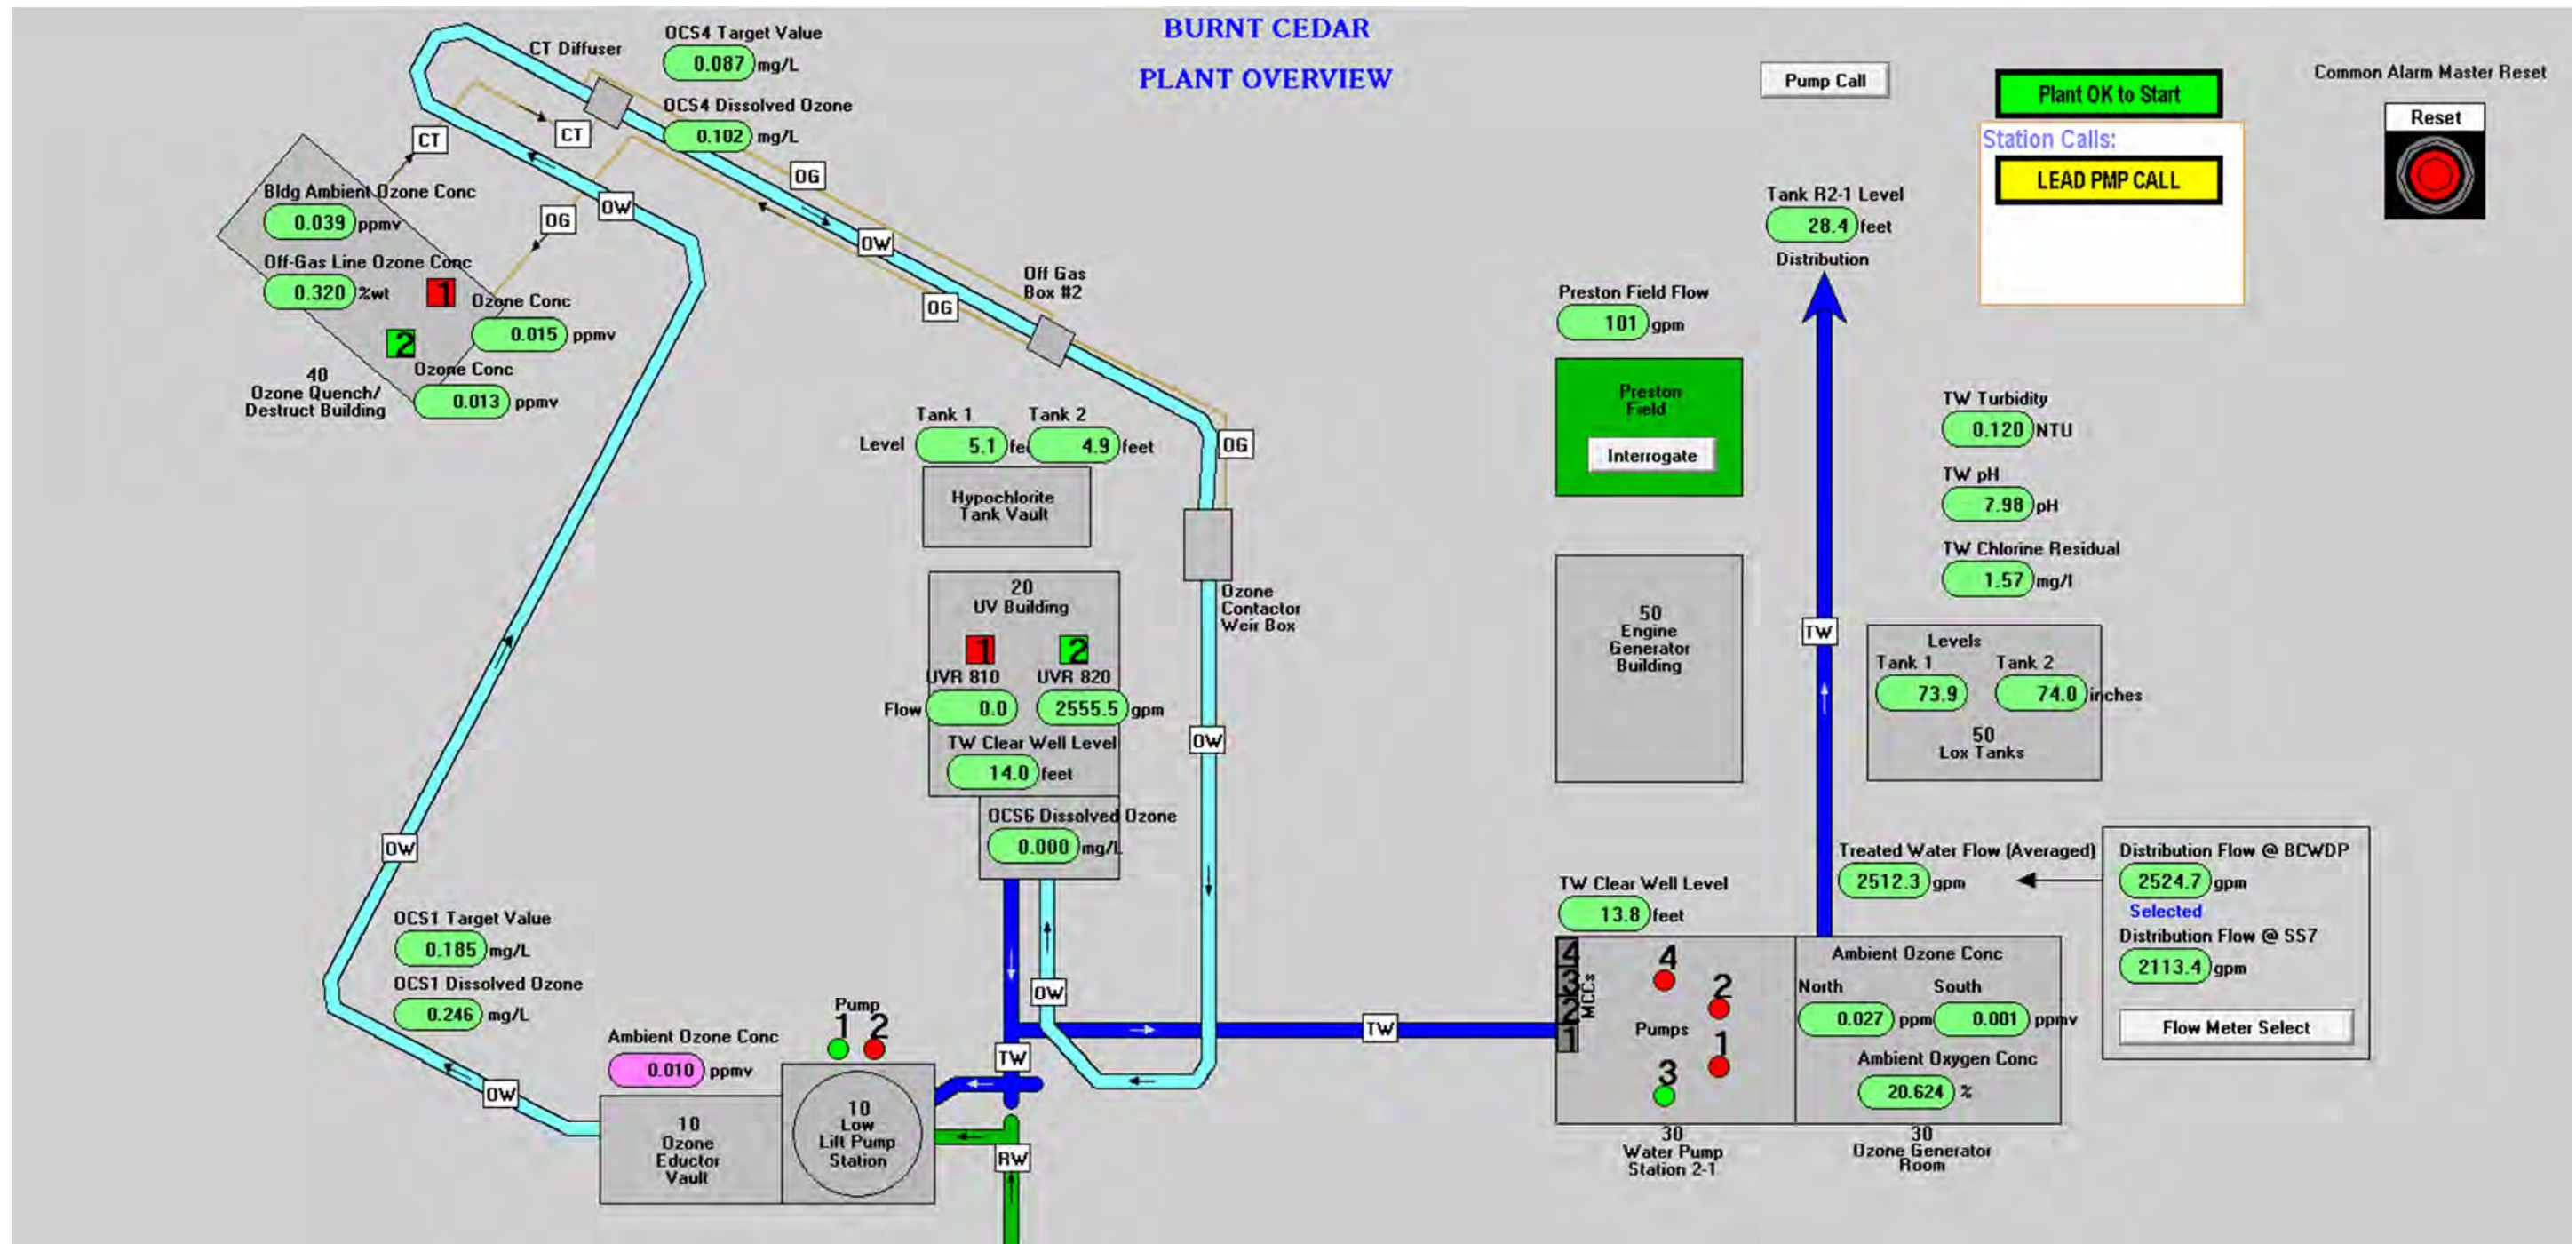 BURNT CEDAR
PLANT OVERVIEW
CT Diffuser
OCS4 Target Value
0.087 mg/L
OCS4 Dissolved Ozone
0.102 mg/L
CT
CT
OG
OW
OG
OW
OG
Bldg Ambient Ozone Conc
0.039 ppmv
Off-Gas Line Ozone Conc
0.320 %wt
1
Ozone Conc
0.015 ppmv
2
Ozone Conc
0.013 ppmv
40
Ozone Quench/
Destruct Building
Off Gas
Box #2
OG
Pump Call
Plant OK to Start
Station Calls:
LEAD PMP CALL
Common Alarm Master Reset
Reset
Tank R2-1 Level
28.4 feet
Distribution
Preston Field Flow
101 gpm
Preston
Field
Interrogate
TW Turbidity
0.120 NTU
TW pH
7.98 pH
TW Chlorine Residual
1.57 mg/l
Tank 1 Tank 2
Level 5.1 fee 4.9 feet
Hypochlorite
Tank Vault
20
UV Building
1 2
UVR 810 UVR 820
Flow 0.0 2555.5 gpm
TW Clear Well Level
14.0 feet
OCS6 Dissolved Ozone
0.000 mg/L
Ozone
Contactor
Weir Box
OW
50
Engine
Generator
Building
TW
Levels
Tank 1 Tank 2
73.9 74.0 inches
50
Lox Tanks
OW
OCS1 Target Value
0.185 mg/L
OCS1 Dissolved Ozone
0.246 mg/L
OW
Ambient Ozone Conc
0.010 ppmv
Pump
1 2
10
Ozone
Eductor
Vault
10
Low
Lift Pump
Station
OW
TW
RW
TW
Treated Water Flow (Averaged)
2512.3 gpm
Distribution Flow @ BCWDP
2524.7 gpm
Selected
Distribution Flow @ SS7
2113.4 gpm
Flow Meter Select
TW Clear Well Level
13.8 feet
4
3
2
1
MCCs
4
2
Pumps
1
3
30
Water Pump
Station 2-1
Ambient Ozone Conc
North South
0.027 ppm 0.001 ppmv
Ambient Oxygen Conc
20.624 %
30
Ozone Generator
Room